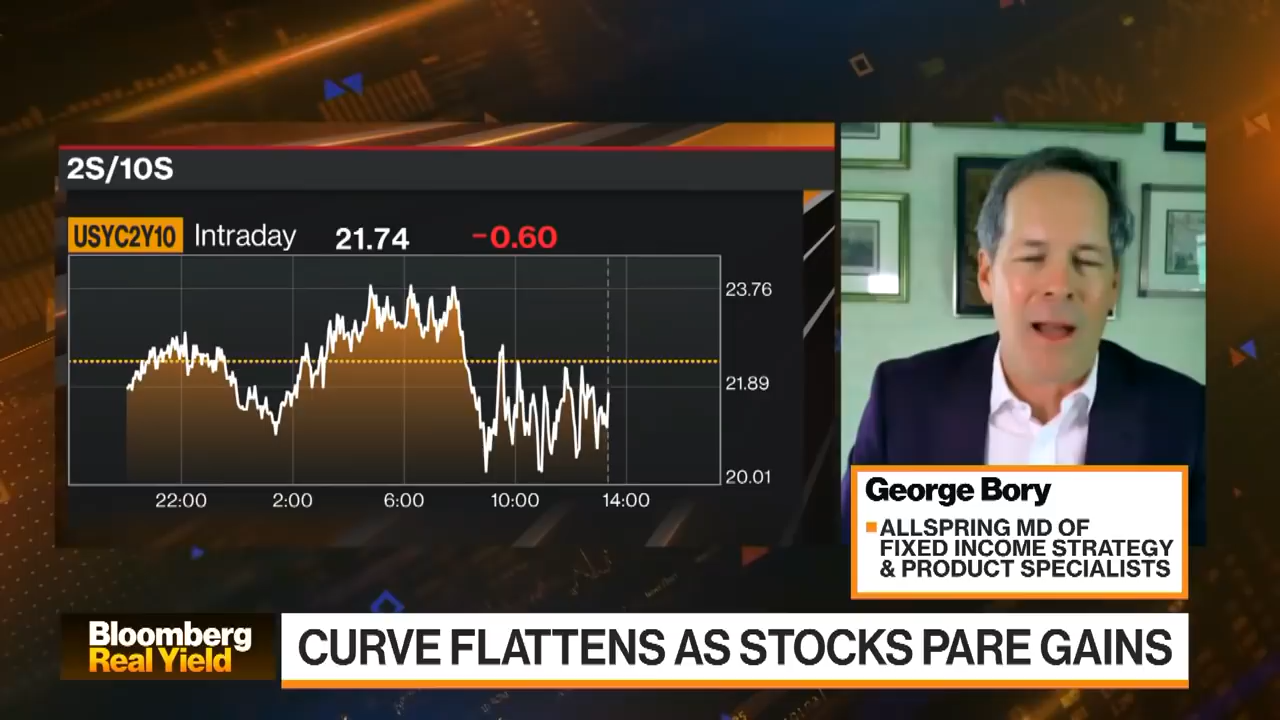 2S/10S
USYC2Y10 Intraday 21.74 -0.60
23.76
21.89
20.01
22:00 2:00 6:00 10:00 14:00
George Bory
ALLSPRING MD OF
FIXED INCOME STRATEGY
& PRODUCT SPECIALISTS
Bloomberg
Real Yield
CURVE FLATTENS AS STOCKS PARE GAINS